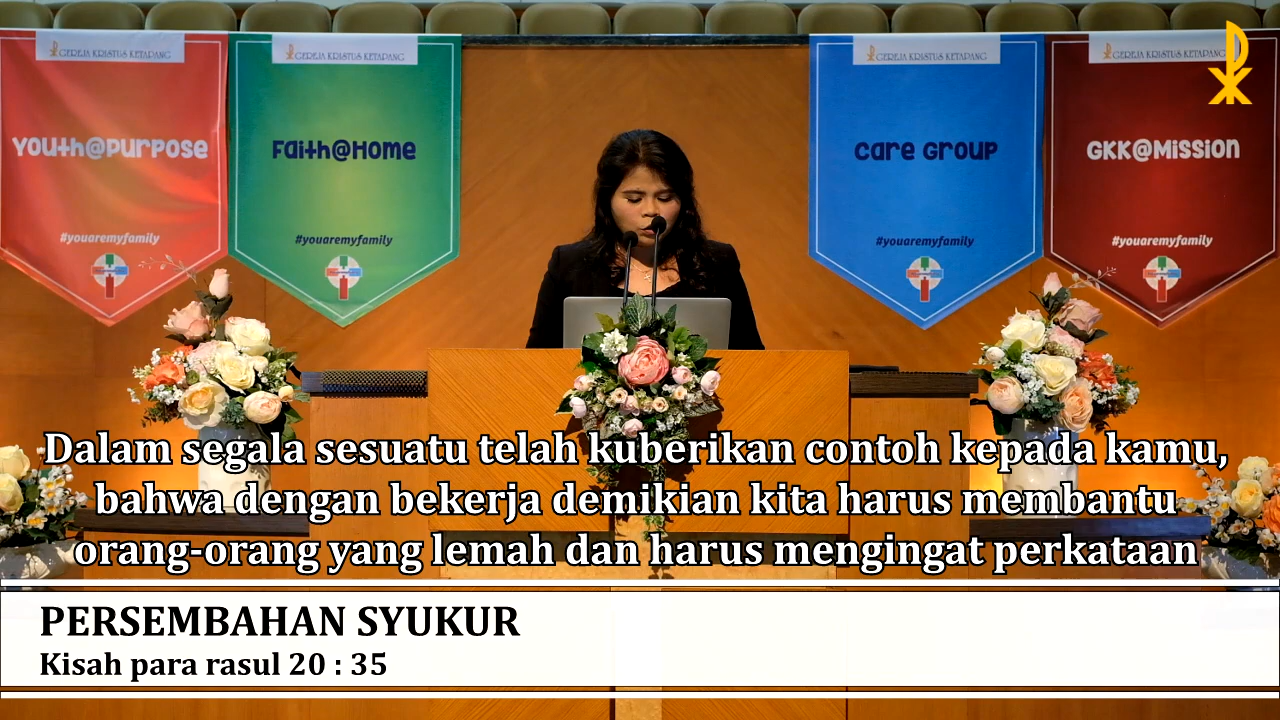 GEREJA KRISTUS KETAPANG
GEREJA KRISTUS KETAPANG
GEREJA KRISTUS KETAPANG
GEREJA KRISTUS KETAPANG
Youth@Purpose
Faith@Home
Care Group
GKK@Mission
#youaremyfamily
#youaremyfamily
#youaremyfamily
#youaremyfamily
Dalam segala sesuatu telah kuberikan contoh kepada kamu,
bahwa dengan bekerja demikian kita harus membantu
orang-orang yang lemah dan harus mengingat perkataan
PERSEMBAHAN SYUKUR
Kisah para rasul 20 : 35